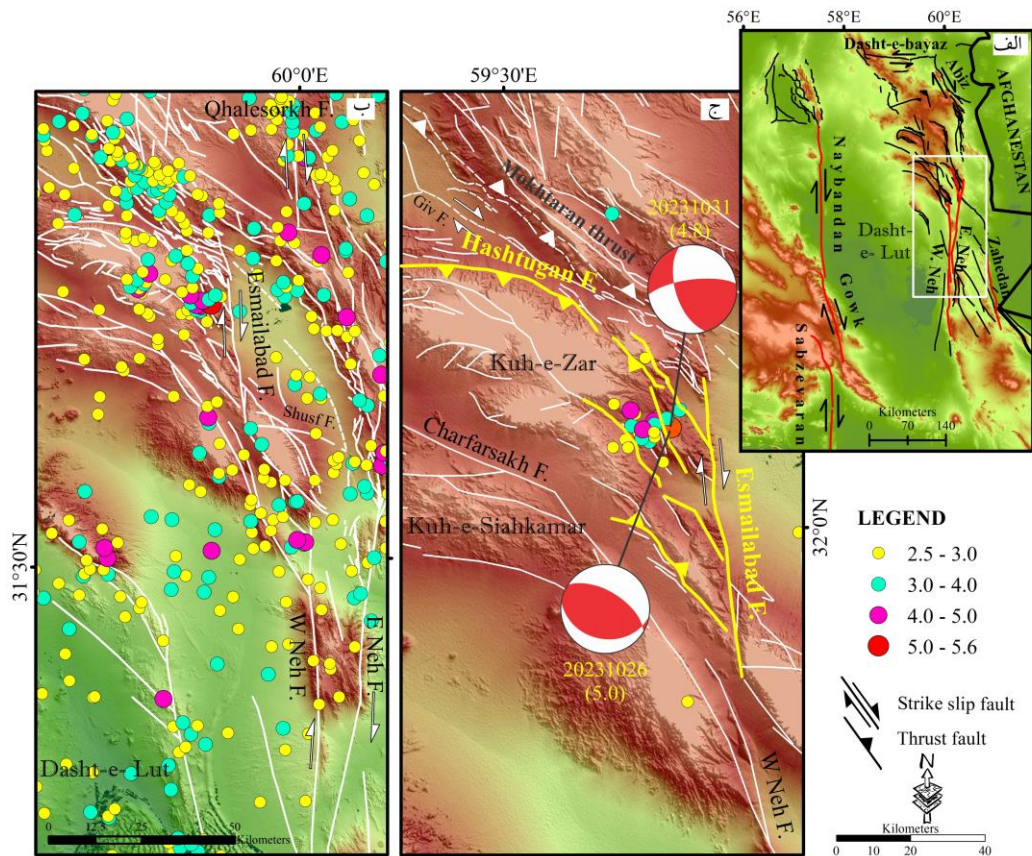 56°E
58°E
60°E
Dasht-e-bayaz
الف
Abiz
AFGHANESTAN
Naybandan
Gowk
Dasht-
e- Lut
W. Neh
E. Neh
Zahedan
Sabzevaran
Kilometers
0 70 140
60°0'E
Qhalesorkh F.
ب
Esmailabad F.
Shusf F.
31°30'N
W Neh F.
E Neh F.
Dasht-e- Lut
0 12.5 25 50
Kilometers
59°30'E
ج
Mokhtaran thrust
Giv F.
20231031
(4.8)
Hashtugan F.
Kuh-e-Zar
Charfarsakh F.
Kuh-e-Siahkamar
Esmailabad F.
20231026
(5.0)
W Neh F.
32°0'N
LEGEND
2.5 - 3.0
3.0 - 4.0
4.0 - 5.0
5.0 - 5.6
Strike slip fault
Thrust fault
N
Kilometers
0 10 20 40